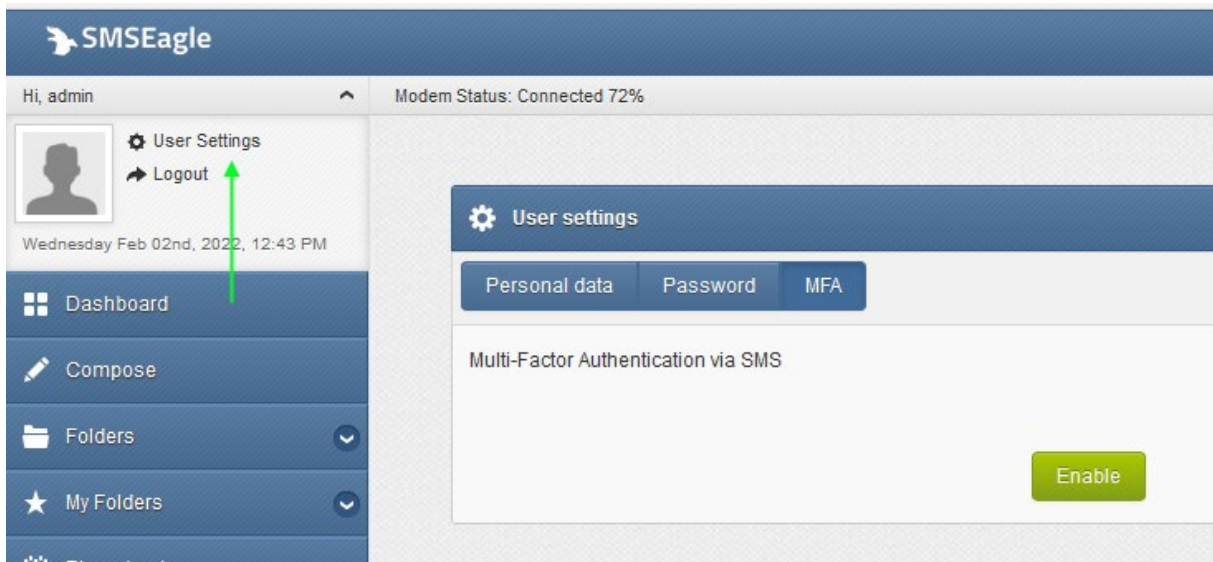 SMSEagle
Hi, admin
Modem Status: Connected 72%
User Settings
Logout
Wednesday Feb 02nd, 2022, 12:43 PM
Dashboard
Compose
Folders
My Folders
User settings
Personal data Password MFA
Multi-Factor Authentication via SMS
Enable